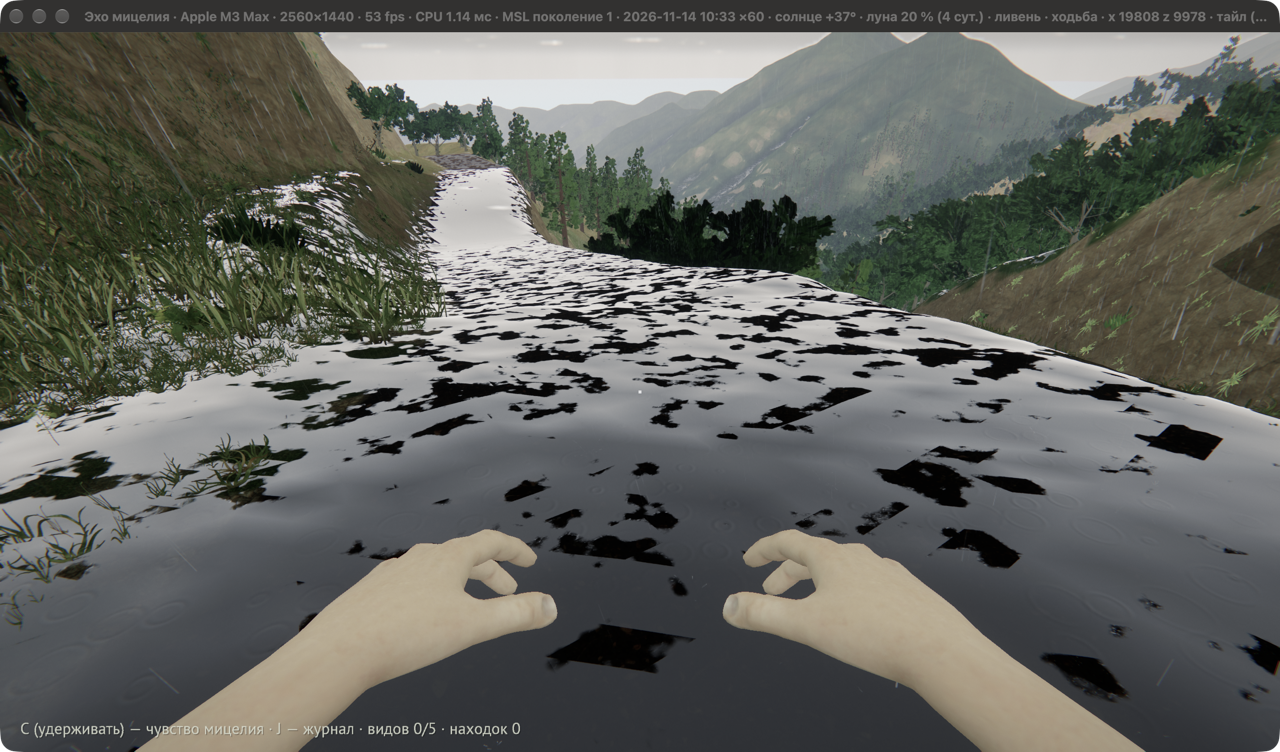 Эхо мицелия · Apple M3 Max · 2560×1440 · 53 fps · CPU 1.14 мс · MSL поколение 1 · 2026-11-14 10:33 ×60 · солнце +37° · луна 20 % (4 сут.) · ливень · ходьба · x 19808 z 9978 · тайл (...
C (удерживать) — чувство мицелия · J — журнал · видов 0/5 · находок 0